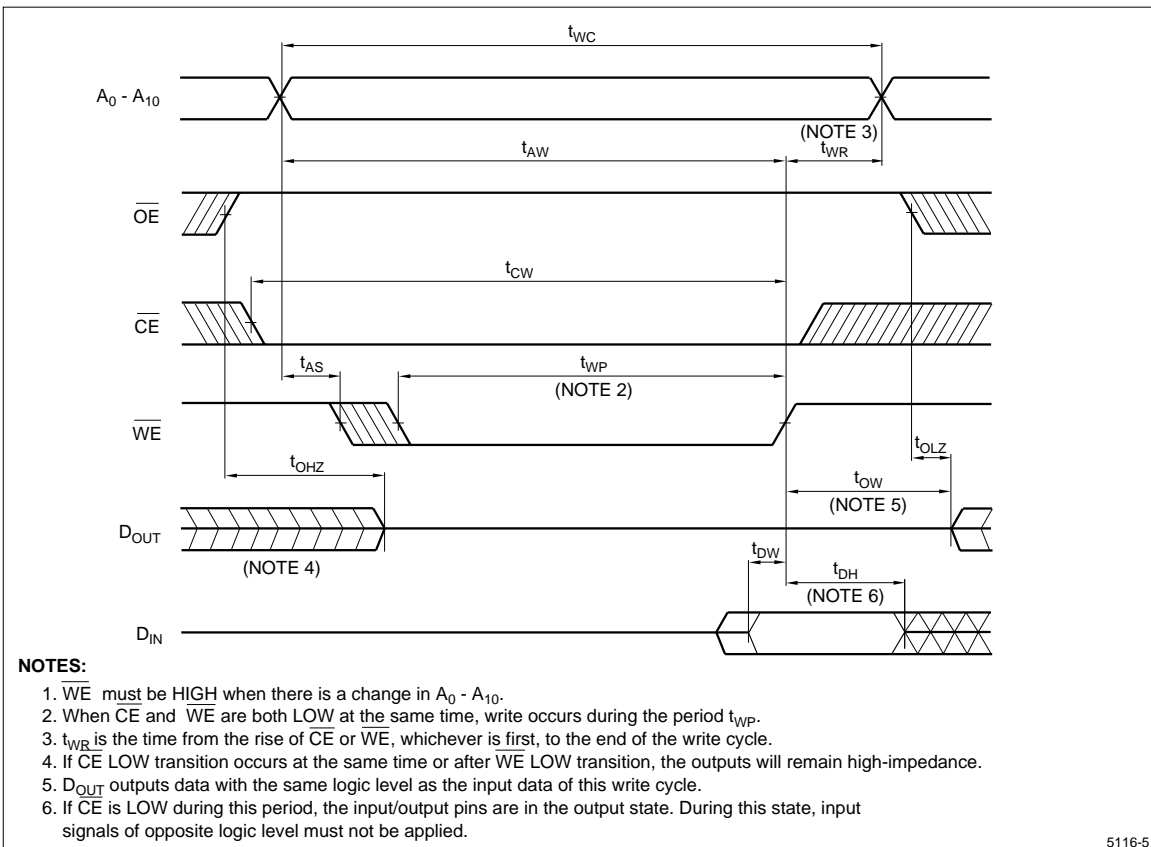 tWC
A0 - A10
(NOTE 3)
tAW
tWR
OE
tCW
CE
tAS
tWP
(NOTE 2)
WE
tOLZ
tOHZ
tOW
(NOTE 5)
DOUT
(NOTE 4)
tDW
tDH
(NOTE 6)
DIN
NOTES:
1. WE must be HIGH when there is a change in A0 - A10.
2. When CE and WE are both LOW at the same time, write occurs during the period tWP.
3. tWR is the time from the rise of CE or WE, whichever is first, to the end of the write cycle.
4. If CE LOW transition occurs at the same time or after WE LOW transition, the outputs will remain high-impedance.
5. DOUT outputs data with the same logic level as the input data of this write cycle.
6. If CE is LOW during this period, the input/output pins are in the output state. During this state, input
signals of opposite logic level must not be applied.
5116-5